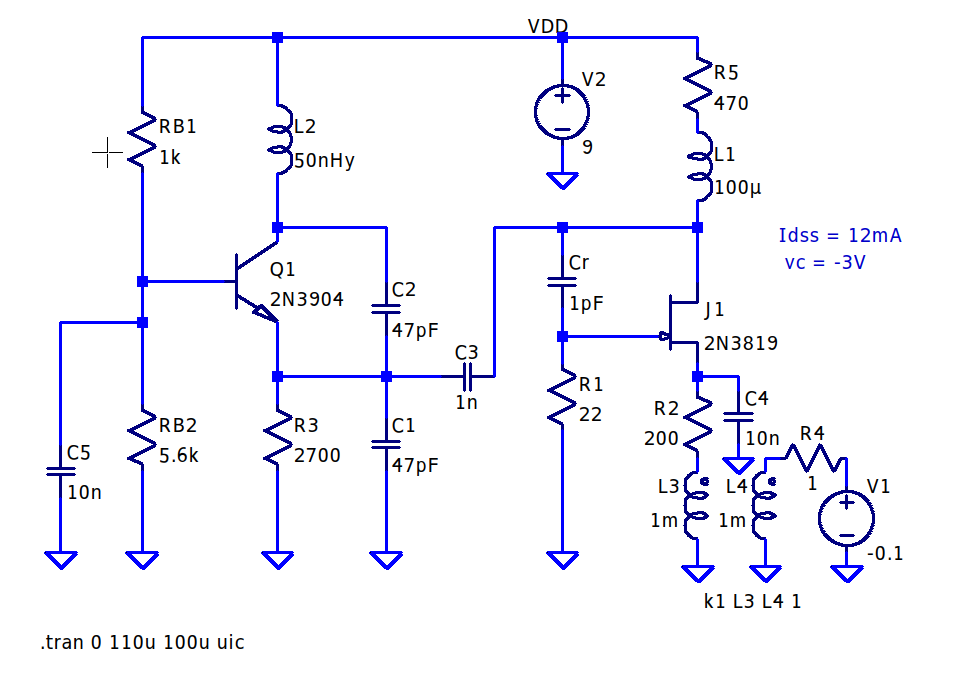 VDD
V2
9
R5
470
RB1
1k
L2
50nHy
L1
100µ
Idss = 12mA
vc = -3V
Q1
2N3904
C2
47pF
Cr
1pF
J1
2N3819
C3
1n
R1
22
R2
200
C4
10n
R4
1
RB2
5.6k
R3
2700
C1
47pF
C5
10n
L3
1m
L4
1m
V1
-0.1
k1 L3 L4 1
.tran 0 110u 100u uic